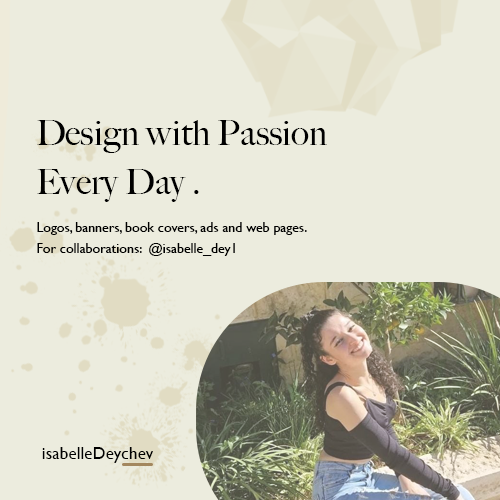 Design with Passion
Every Day .
Logos, banners, book covers, ads and web pages.
For collaborations: @isabelle_dey1
isabelleDeychev